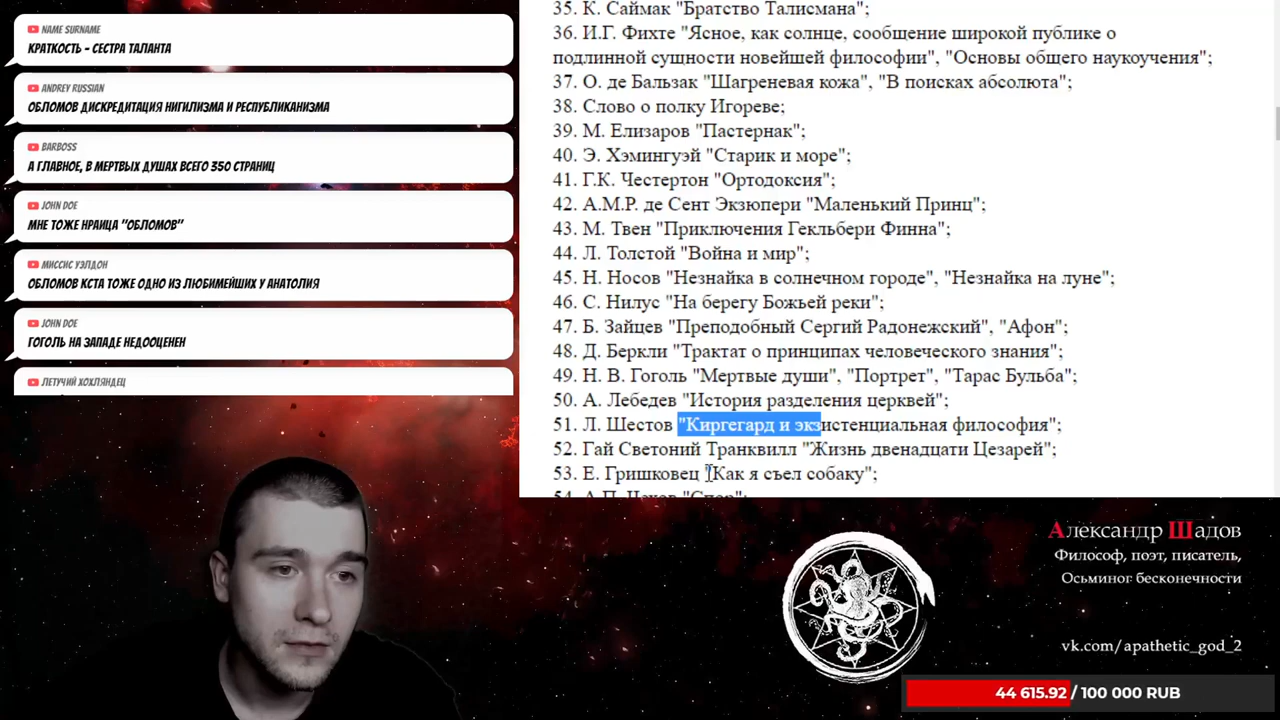 NAME SURNAME
КРАТКОСТЬ - СЕСТРА ТАЛАНТА
ANDREY RUSSIAN
ОБЛОМОВ ДИСКРЕДИТАЦИЯ НИГИЛИЗМА И РЕСПУБЛИКАНИЗМА
BARBOSS
А ГЛАВНОЕ, В МЕРТВЫХ ДУШАХ ВСЕГО 350 СТРАНИЦ
JOHN DOE
МНЕ ТОЖЕ НРАИЦА "ОБЛОМОВ"
МИССИС УЭЛДОН
ОБЛОМОВ КСТА ТОЖЕ ОДНО ИЗ ЛЮБИМЕЙШИХ У АНАТОЛИЯ
JOHN DOE
ГОГОЛЬ НА ЗАПАДЕ НЕДООЦЕНЕН
ЛЕТУЧИЙ ХОХЛЯНДЕЦ
35. К. Саймак "Братство Талисмана";
36. И.Г. Фихте "Ясное, как солнце, сообщение широкой публике о
подлинной сущности новейшей философии", "Основы общего наукоучения";
37. О. де Бальзак "Шагреневая кожа", "В поисках абсолюта";
38. Слово о полку Игореве;
39. М. Елизаров "Пастернак";
40. Э. Хэмингуэй "Старик и море";
41. Г.К. Честертон "Ортодоксия";
42. А.М.Р. де Сент Экзюпери "Маленький Принц";
43. М. Твен "Приключения Гекльбери Финна";
44. Л. Толстой "Война и мир";
45. Н. Носов "Незнайка в солнечном городе", "Незнайка на луне";
46. С. Нилус "На берегу Божьей реки";
47. Б. Зайцев "Преподобный Сергий Радонежский", "Афон";
48. Д. Беркли "Трактат о принципах человеческого знания";
49. Н. В. Гоголь "Мертвые души", "Портрет", "Тарас Бульба";
50. А. Лебедев "История разделения церквей";
51. Л. Шестов "Киргегард и экзистенциальная философия";
52. Гай Светоний Транквилл "Жизнь двенадцати Цезарей";
53. Е. Гришковец "Как я съел собаку";
54. А.П. Чехов "Спор";
Александр Шадов
Философ, поэт, писатель,
Осьминог бесконечности
vk.com/apathetic_god_2
44 615.92 / 100 000 RUB